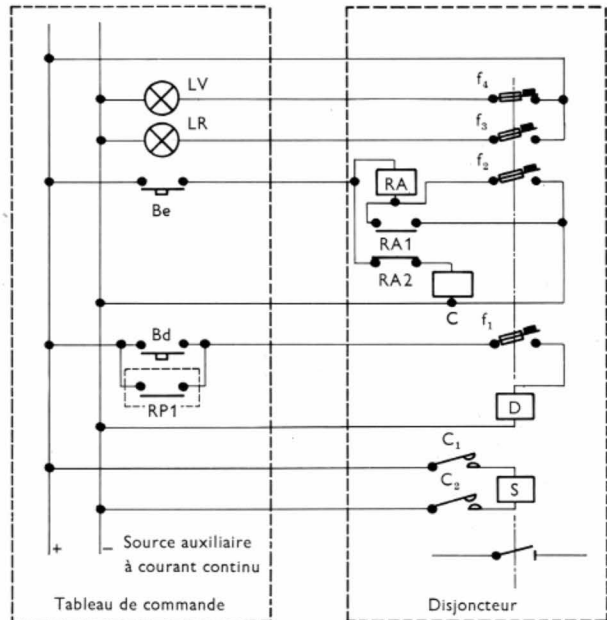 LV
f₄
LR
f₃
f₂
RA
Be
RA1
RA2
C
f₁
Bd
RP1
D
C₁
C₂
S
+ −
Source auxiliaire
à courant continu
Tableau de commande
Disjoncteur